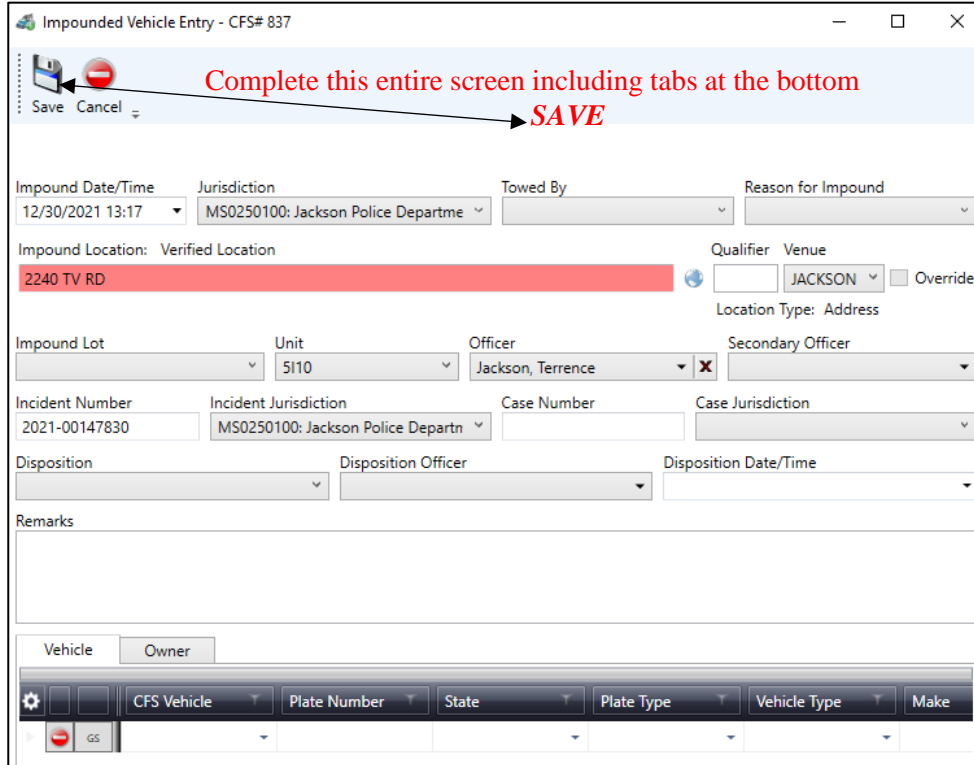 Impounded Vehicle Entry - CFS# 837
Save Cancel
Complete this entire screen including tabs at the bottom
SAVE
Impound Date/Time Jurisdiction Towed By Reason for Impound
12/30/2021 13:17 MS0250100: Jackson Police Departme
Impound Location: Verified Location Qualifier Venue
2240 TV RD JACKSON Override
Location Type: Address
Impound Lot Unit Officer Secondary Officer
5I10 Jackson, Terrence X
Incident Number Incident Jurisdiction Case Number Case Jurisdiction
2021-00147830 MS0250100: Jackson Police Departn
Disposition Disposition Officer Disposition Date/Time
Remarks
Vehicle Owner
CFS Vehicle Plate Number State Plate Type Vehicle Type Make
GS